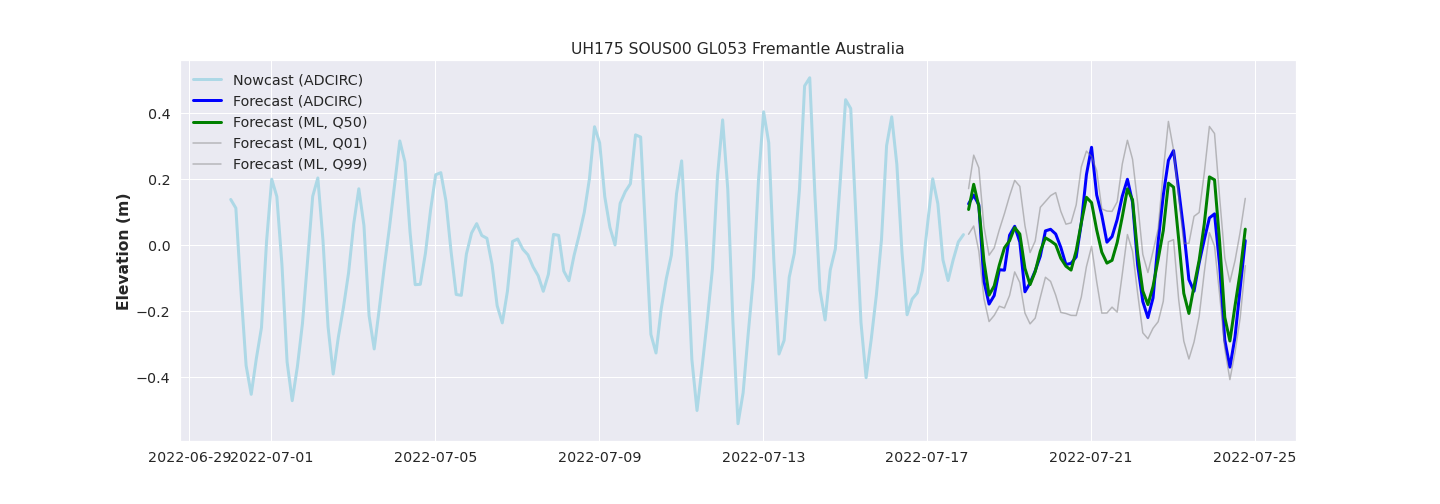 UH175 SOUS00 GL053 Fremantle Australia
Nowcast (ADCIRC)
Forecast (ADCIRC)
Forecast (ML, Q50)
Forecast (ML, Q01)
Forecast (ML, Q99)
Elevation (m)
0.4
0.2
0.0
−0.2
−0.4
2022-06-29 2022-07-01 2022-07-05 2022-07-09 2022-07-13 2022-07-17 2022-07-21 2022-07-25